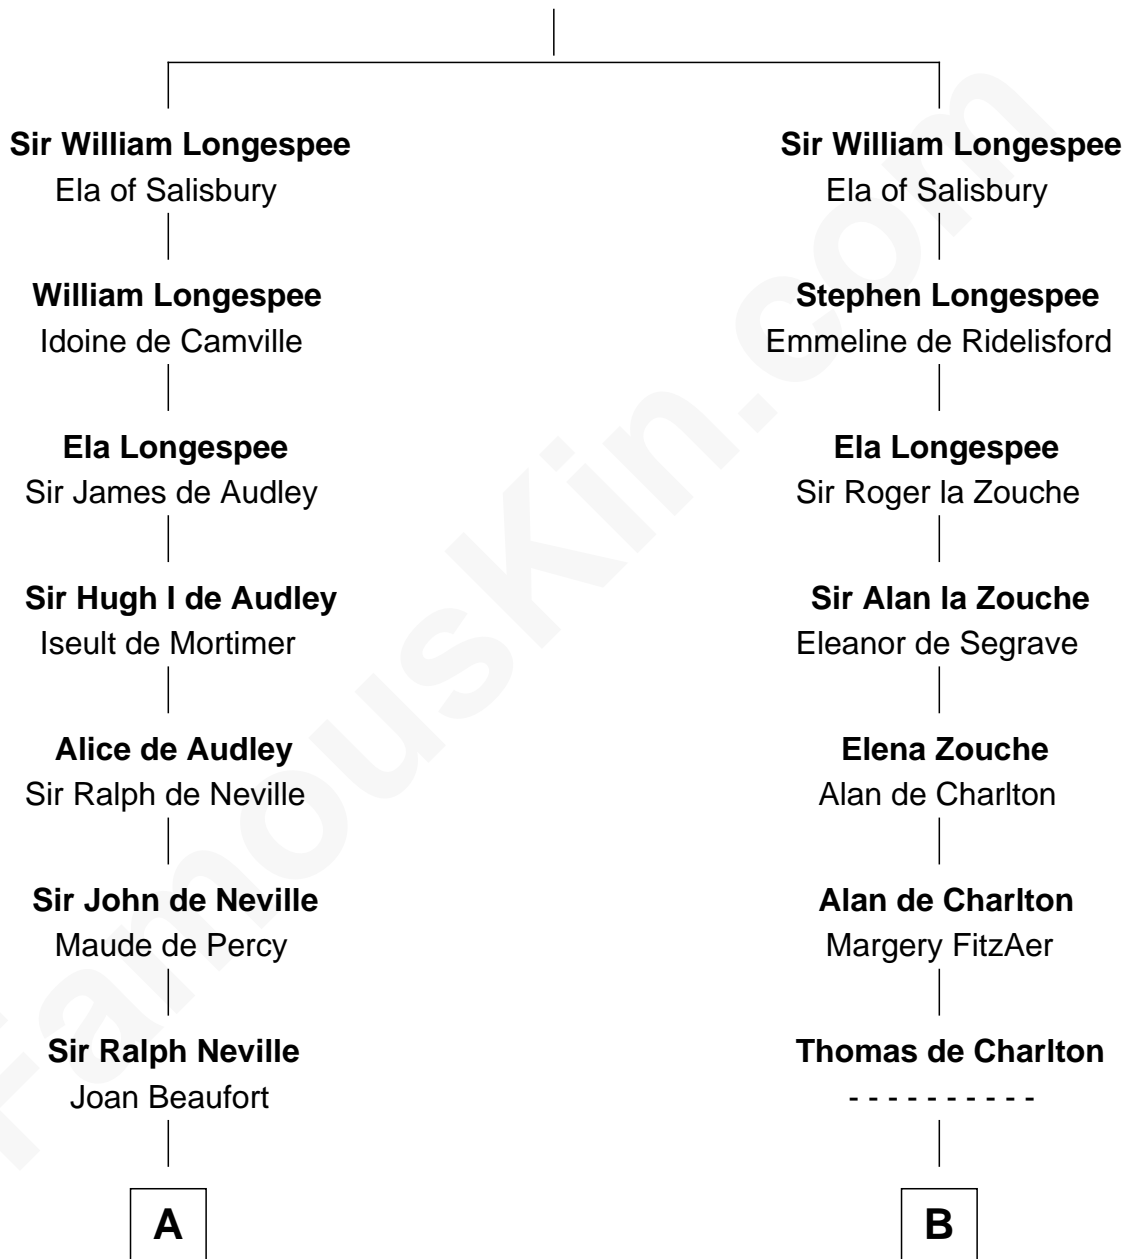 Sir William Longespee
Ela of Salisbury
William Longespee
Idoine de Camville
Ela Longespee
Sir James de Audley
Sir Hugh I de Audley
Iseult de Mortimer
Alice de Audley
Sir Ralph de Neville
Sir John de Neville
Maude de Percy
Sir Ralph Neville
Joan Beaufort
A
Sir William Longespee
Ela of Salisbury
Stephen Longespee
Emmeline de Ridelisford
Ela Longespee
Sir Roger la Zouche
Sir Alan la Zouche
Eleanor de Segrave
Elena Zouche
Alan de Charlton
Alan de Charlton
Margery FitzAer
Thomas de Charlton
- - - - - - - - - -
B
FamousKin.com